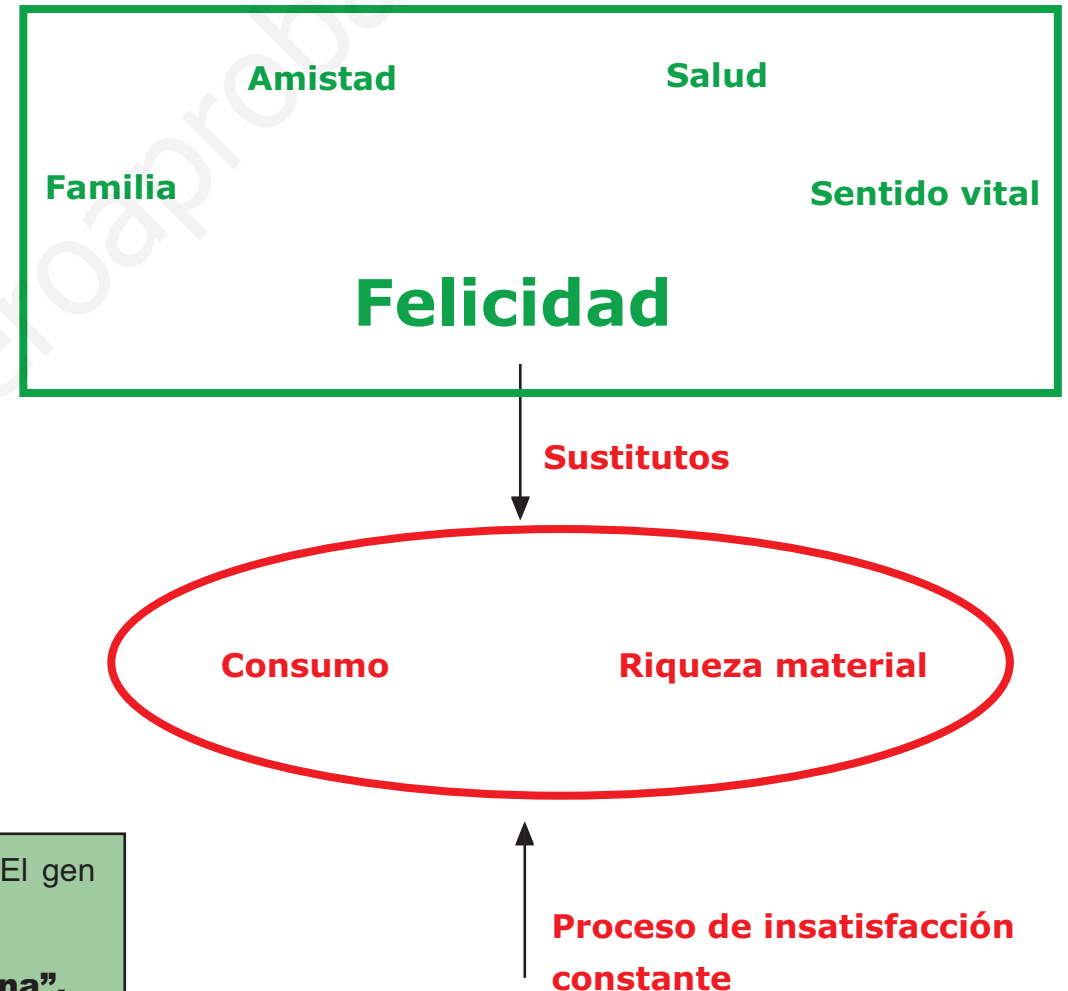 Amistad
Salud
Familia
Sentido vital
Felicidad
Sustitutos
Consumo
Riqueza material
El gen
Proceso de insatisfacción
constante